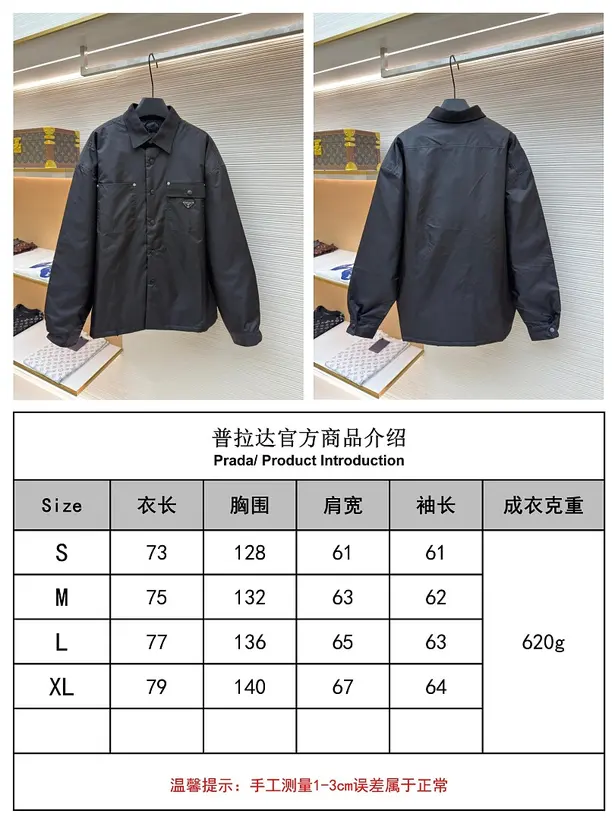 普拉达官方商品介绍
Prada/ Product Introduction
Size 衣长 胸围 肩宽 袖长 成衣克重
S 73 128 61 61
M 75 132 63 62
L 77 136 65 63
XL 79 140 67 64
620g
温馨提示：手工测量1-3cm误差属于正常